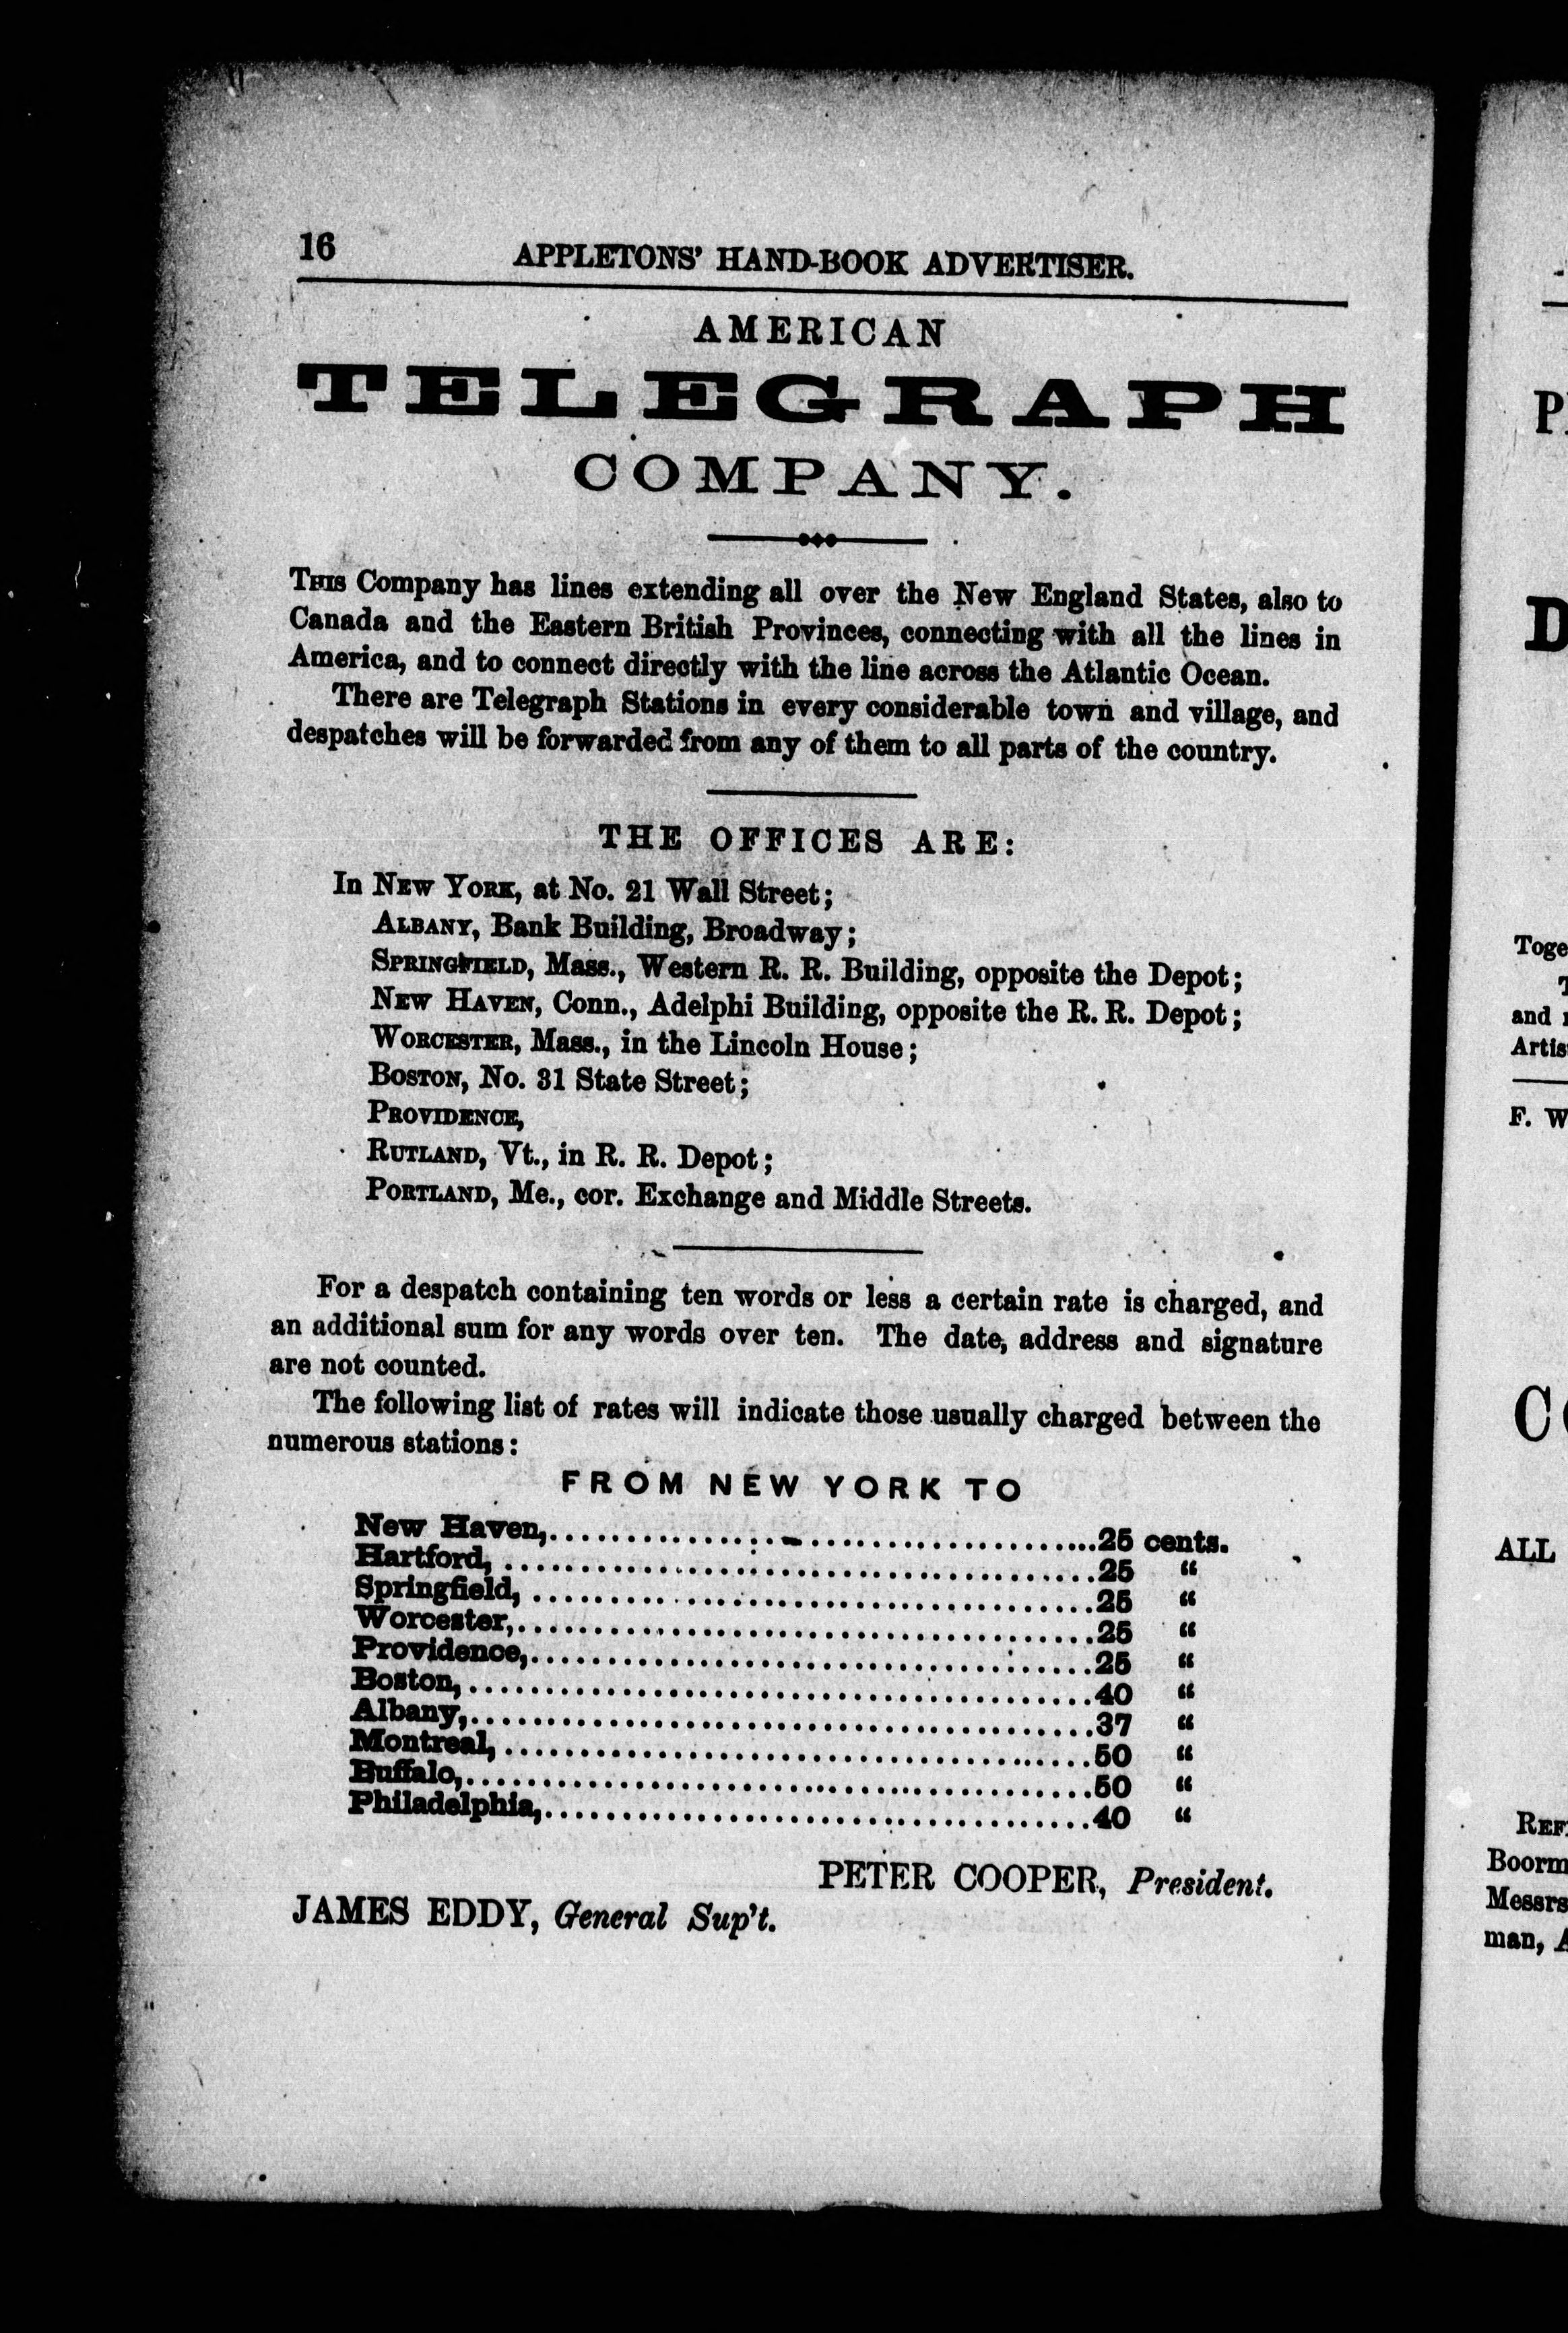 16 APPLETONS' HAND-BOOK ADVERTISER.
AMERICAN
TELEGRAPH
COMPANY.
THIS Company has lines extending all over the New England States, also to
Canada and the Eastern British Provinces, connecting with all the lines in
America, and to connect directly with the line across the Atlantic Ocean.
There are Telegraph Stations in every considerable town and village, and
despatches will be forwarded from any of them to all parts of the country.
THE OFFICES ARE:
In NEW YORK, at No. 21 Wall Street;
ALBANY, Bank Building, Broadway;
SPRINGFIELD, Mass., Western R. R. Building, opposite the Depot;
NEW HAVEN, Conn., Adelphi Building, opposite the R. R. Depot;
WORCESTER, Mass., in the Lincoln House;
BOSTON, No. 31 State Street;
PROVIDENCE,
RUTLAND, Vt., in R. R. Depot;
PORTLAND, Me., cor. Exchange and Middle Streets.
For a despatch containing ten words or less a certain rate is charged, and
an additional sum for any words over ten. The date, address and signature
are not counted.
The following list of rates will indicate those usually charged between the
numerous stations:
FROM NEW YORK TO
New Haven,....................................25 cents.
Hartford,.......................................25 “
Springfield,.....................................25 “
Worcester,......................................25 “
Providence,.....................................25 “
Boston,.........................................40 “
Albany,.........................................37 “
Montreal,.......................................50 “
Buffalo,.........................................50 “
Philadelphia,....................................40 “
PETER COOPER, President.
JAMES EDDY, General Sup't.
P
D
Toge
T
and
Artis
F. W
CO
ALL
REF
Boorm
Messrs
man, A